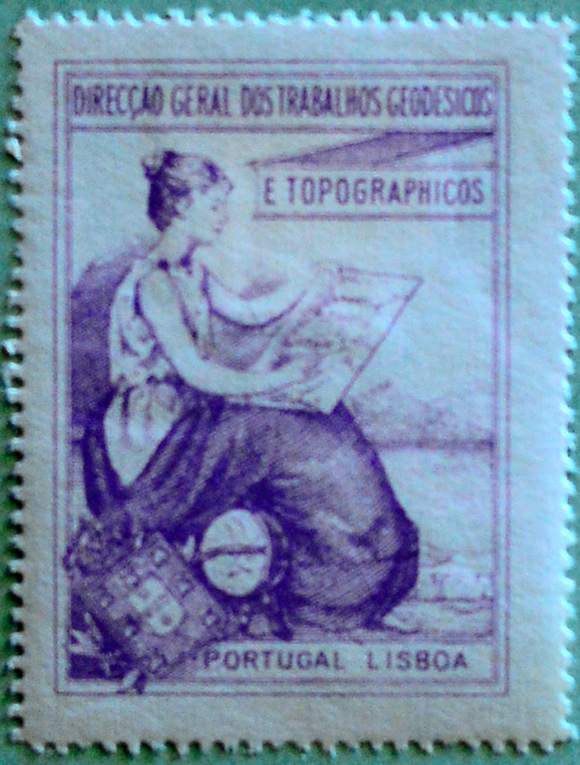 DIRECÇÃO GERAL DOS TRABALHOS GEODESICOS
E TOPOGRAPHICOS
PORTUGAL LISBOA